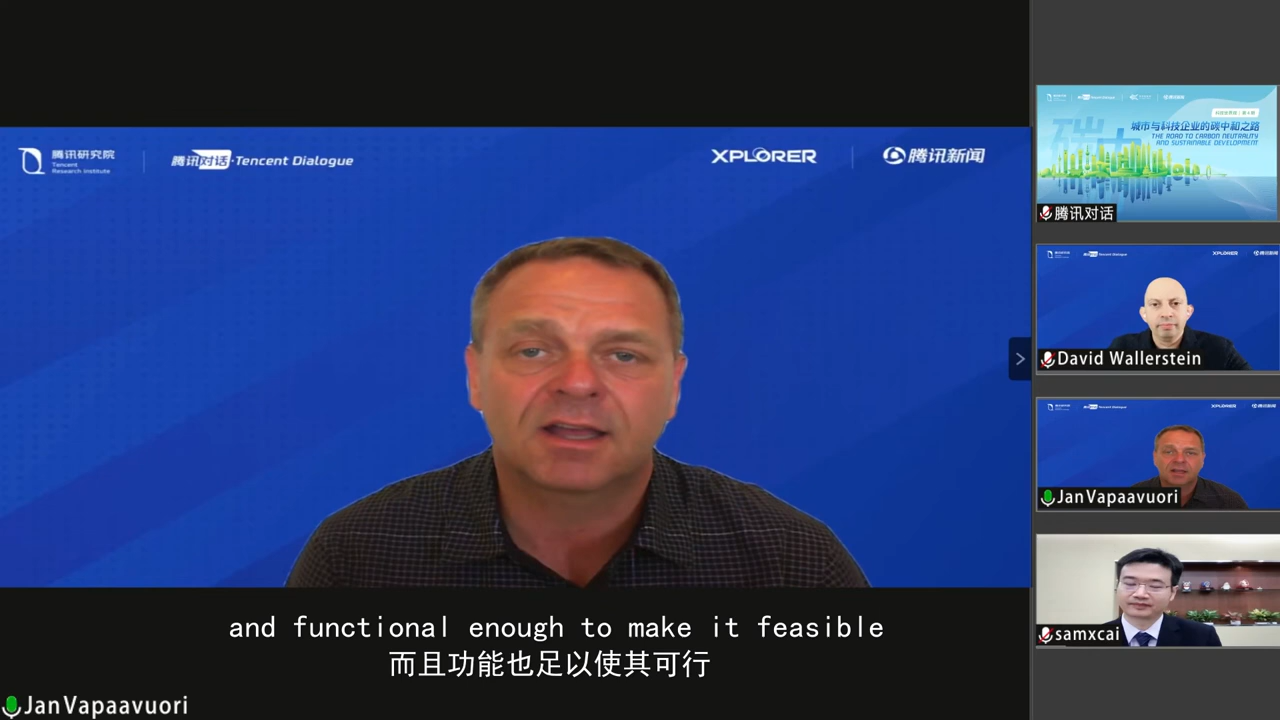 腾讯研究院
Tencent
Research Institute
腾讯对话·Tencent Dialogue
XPLORER
腾讯新闻
and functional enough to make it feasible
而且功能也足以使其可行
JanVapaavuori
城市与科技企业的碳中和之路
THE ROAD TO CARBON NEUTRALITY
AND SUSTAINABLE DEVELOPMENT
腾讯对话
XPLORER
David Wallerstein
XPLORER
JanVapaavuori
samxcai